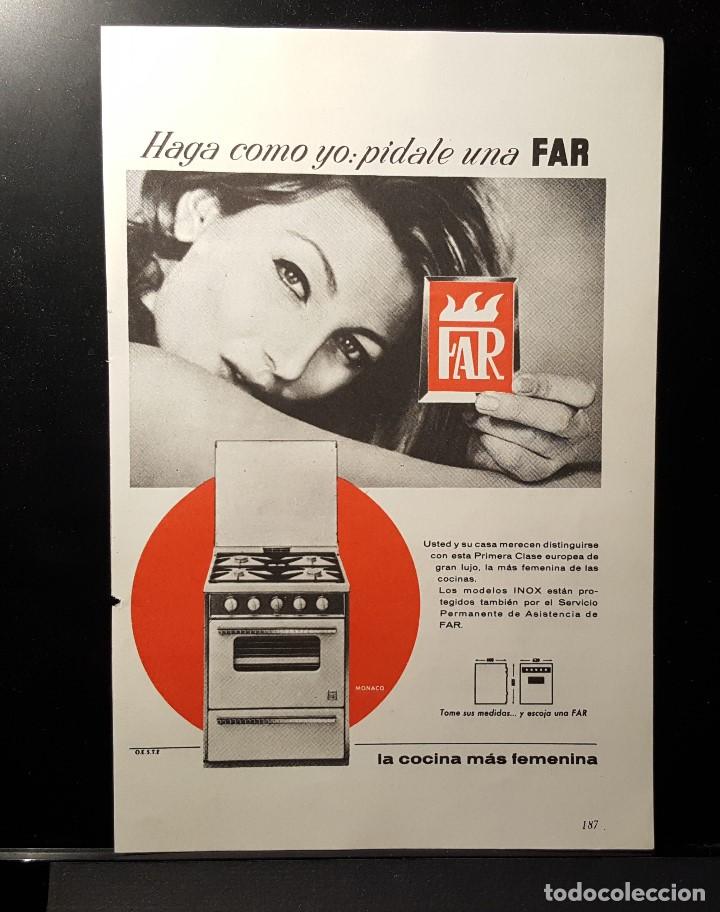 Haga como yo: pidale una FAR
FAR
Usted y su casa merecen distinguirse
con esta Primera Clase europea de
gran lujo, la más femenina de las
cocinas.
Los modelos INOX están pro-
tegidos también por el Servicio
Permanente de Asistencia de
FAR.
MONACO
Tome sus medidas... y escoja una FAR
O.E.S.T.E
la cocina más femenina
187
todocoleccion